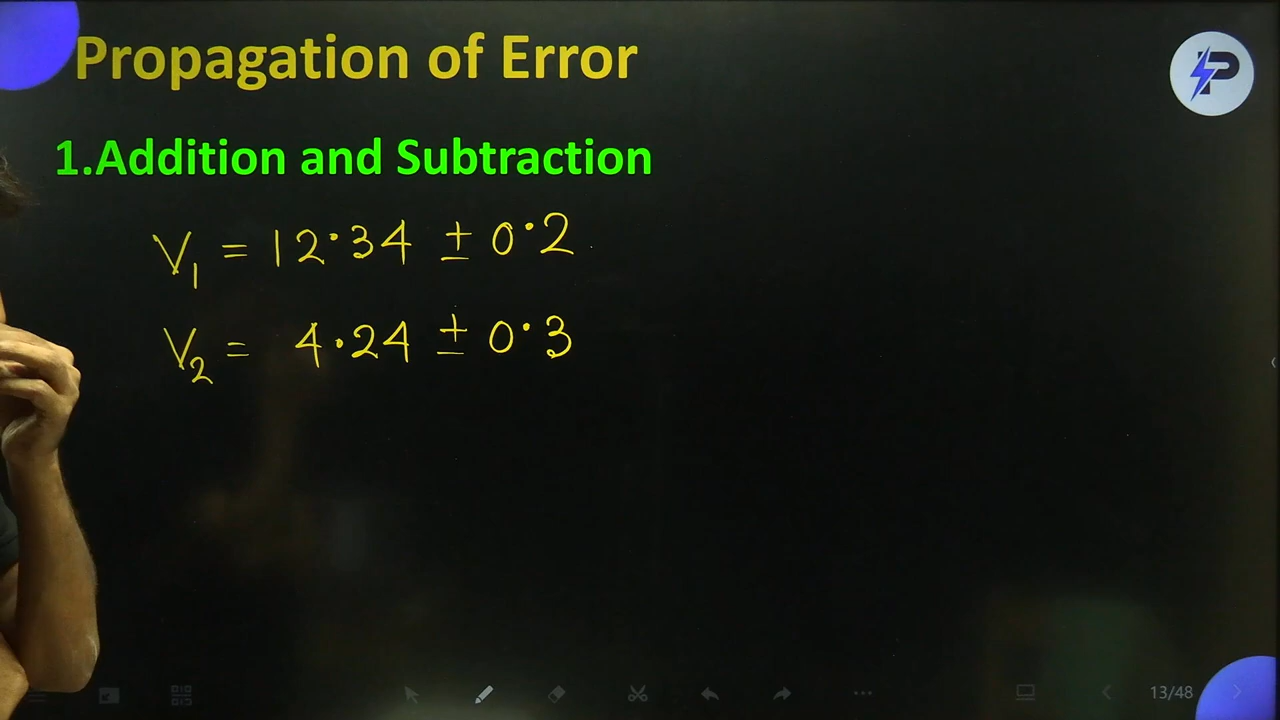 Propagation of Error
1.Addition and Subtraction
V₁ = 12.34 ± 0.2
V₂ = 4.24 ± 0.3
13/48